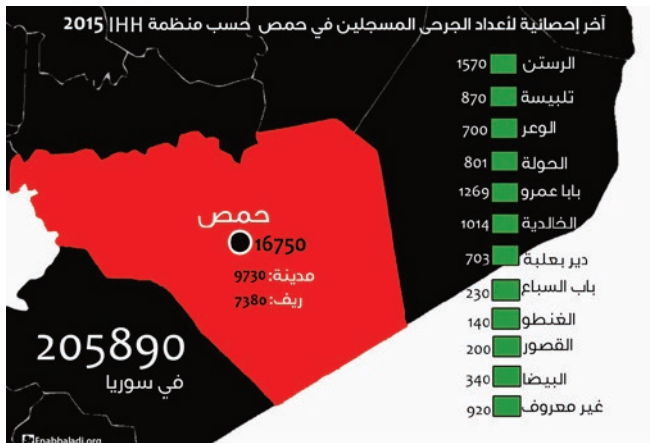 آخر إحصانية لأعداد الجرحى المسجلين في حمص حسب منظمة IHH 2015
الرستن 1570
تلبيسة 870
الوعر 700
الحولة 801
بابا عمرو 1269
الخالدية 1014
دير بعلبة 703
باب السباع 230
الغنطو 140
القصور 200
البيضا 340
غير معروف 920
حمص
16750
مدينة: 9730
ريف: 7380
205890
في سوريا
Enabbaladi.org